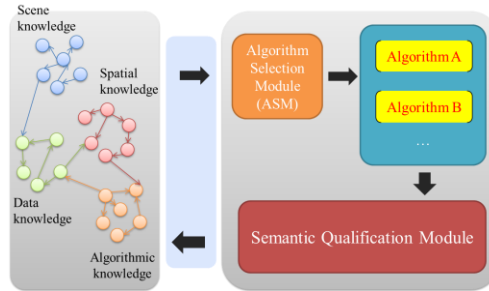 Scene
knowledge
Spatial
knowledge
Data
knowledge
Algorithmic
knowledge
Algorithm
Selection
Module
(ASM)
Algorithm A
Algorithm B
...
Semantic Qualification Module